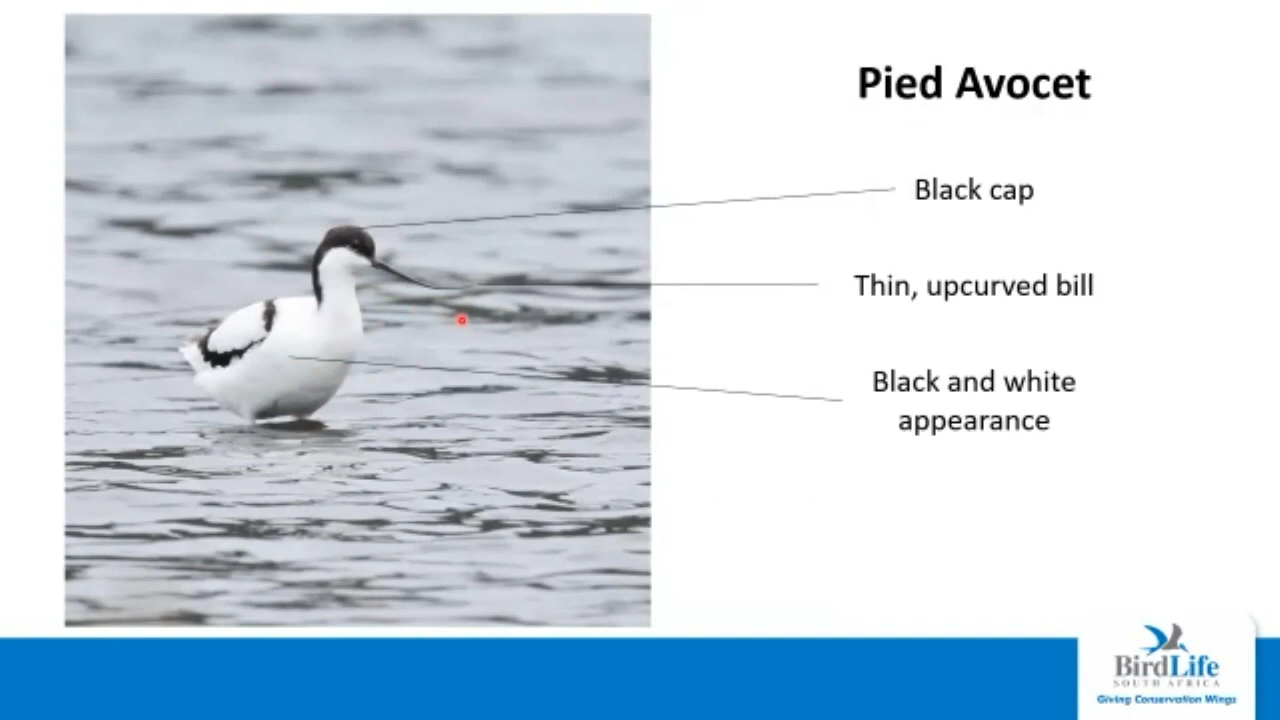 Pied Avocet
Black cap
Thin, upcurved bill
Black and white
appearance
BirdLife
SOUTH AFRICA
Giving Conservation Wings